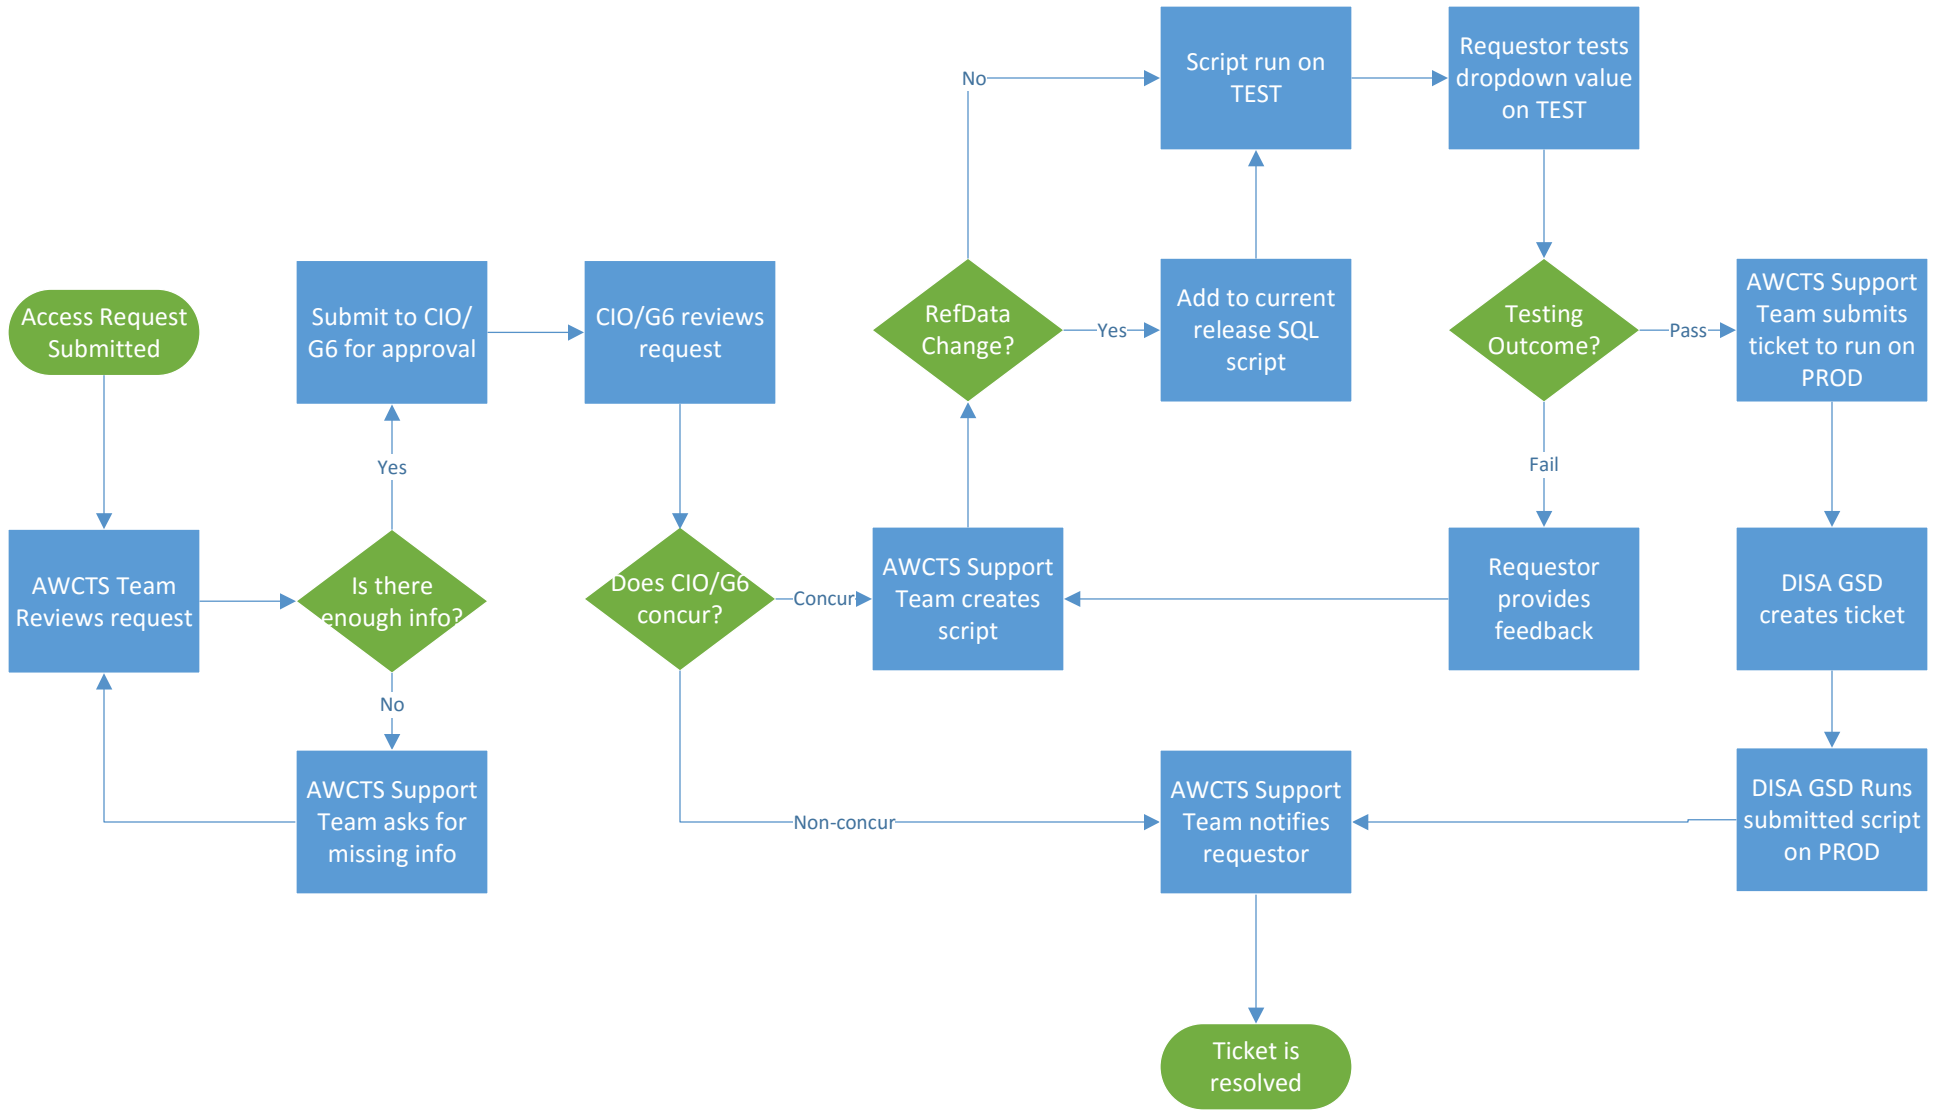 Access Request
Submitted
AWCTS Team
Reviews request
Is there
enough info?
Yes
No
AWCTS Support
Team asks for
missing info
Submit to CIO/
G6 for approval
CIO/G6 reviews
request
Does CIO/G6
concur?
Concur
Non-concur
AWCTS Support
Team creates
script
RefData
Change?
No
Yes
Add to current
release SQL
script
Script run on
TEST
Requestor tests
dropdown value
on TEST
Testing
Outcome?
Pass
Fail
Requestor
provides
feedback
AWCTS Support
Team submits
ticket to run on
PROD
DISA GSD
creates ticket
DISA GSD Runs
submitted script
on PROD
AWCTS Support
Team notifies
requestor
Ticket is
resolved